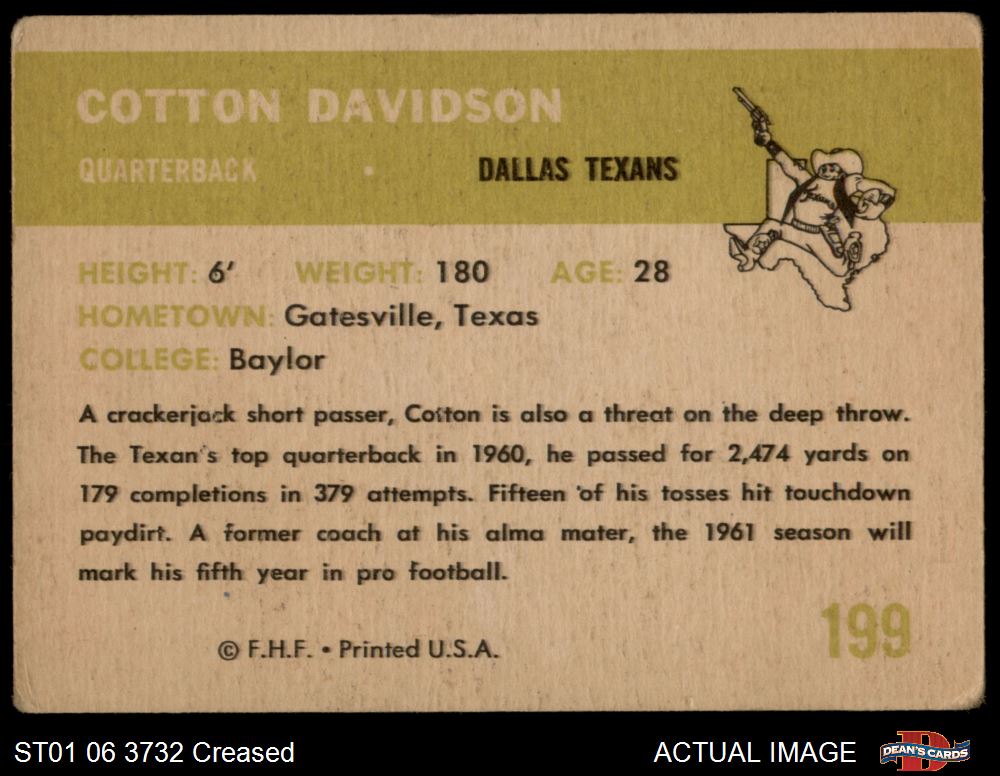 COTTON DAVIDSON
QUARTERBACK • DALLAS TEXANS
Texans
HEIGHT: 6' WEIGHT: 180 AGE: 28
HOMETOWN: Gatesville, Texas
COLLEGE: Baylor
A crackerjack short passer, Cotton is also a threat on the deep throw.
The Texan's top quarterback in 1960, he passed for 2,474 yards on
179 completions in 379 attempts. Fifteen of his tosses hit touchdown
paydirt. A former coach at his alma mater, the 1961 season will
mark his fifth year in pro football.
199
© F.H.F. • Printed U.S.A.
ST01 06 3732 Creased ACTUAL IMAGE D DEAN'S CARDS